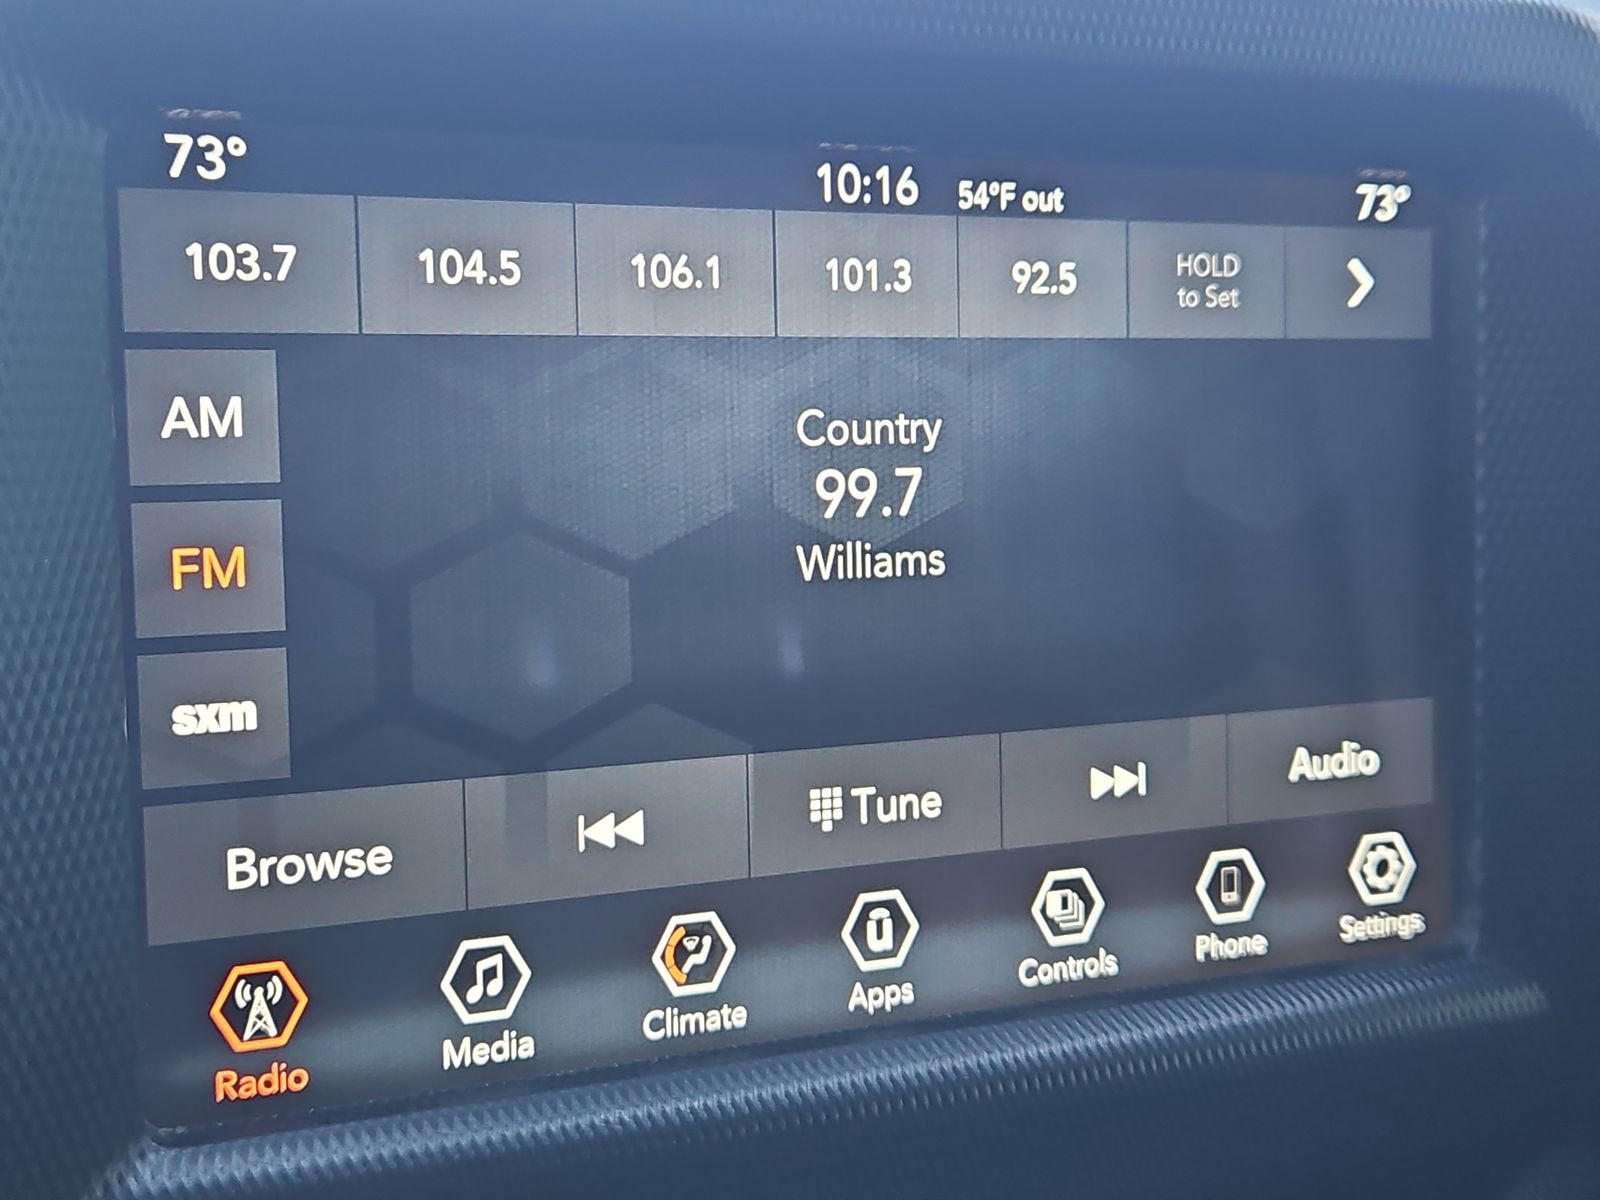 73°
10:16 54°F out
73°
103.7 104.5 106.1 101.3 92.5 HOLD
to Set
AM
Country
99.7
FM
Williams
sxm
Browse Tune Audio
Radio Media Climate Apps Controls Phone Settings